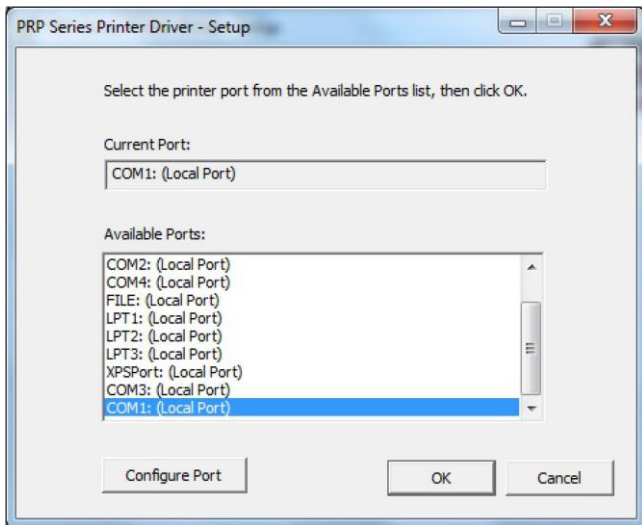 PRP Series Printer Driver - Setup
Select the printer port from the Available Ports list, then click OK.
Current Port:
COM1: (Local Port)
Available Ports:
COM2: (Local Port)
COM4: (Local Port)
FILE: (Local Port)
LPT1: (Local Port)
LPT2: (Local Port)
LPT3: (Local Port)
XPSPort: (Local Port)
COM3: (Local Port)
COM1: (Local Port)
Configure Port OK Cancel